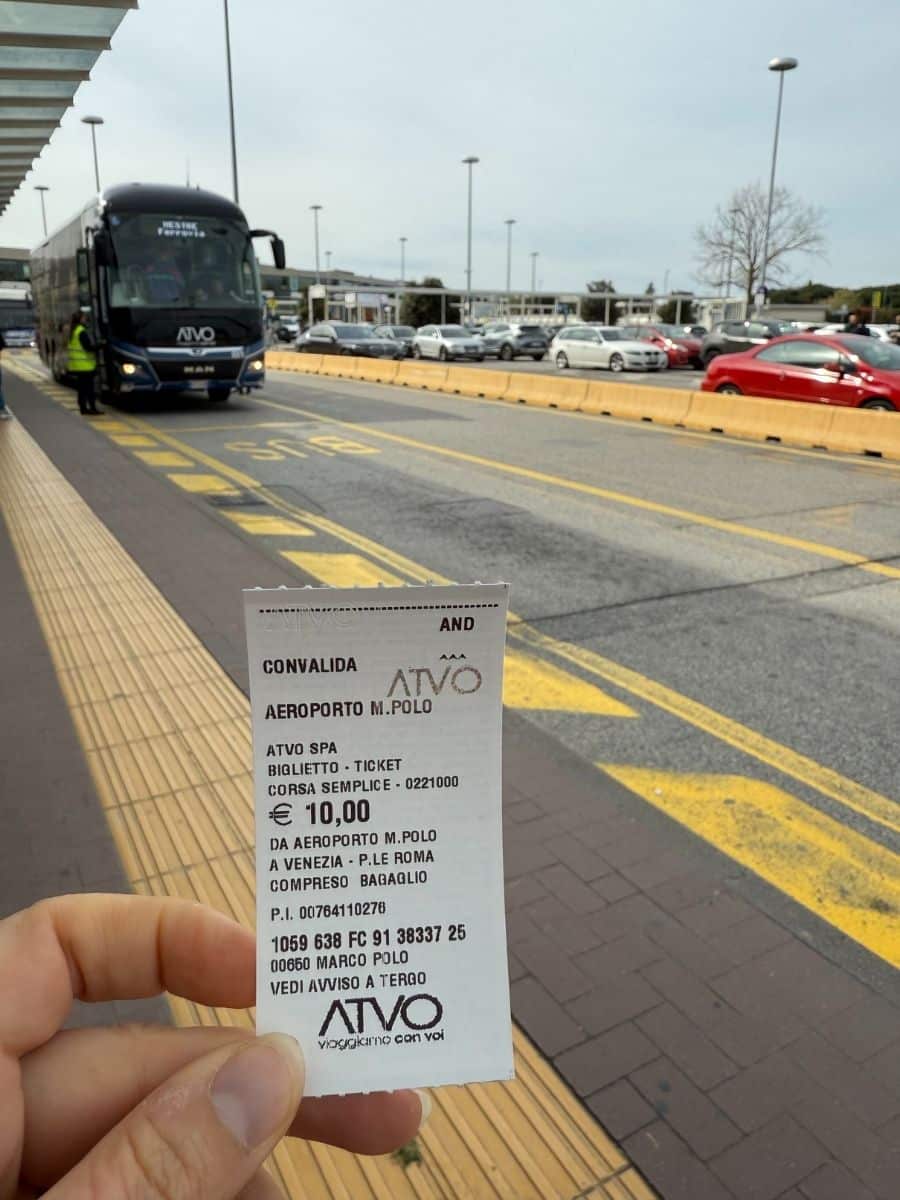 MESTRE
Ferrovia
ATVO
MAN
BUS
ATVO
AND
CONVALIDA
ATVO
AEROPORTO M.POLO
ATVO SPA
BIGLIETTO - TICKET
CORSA SEMPLICE - 0221000
€ 10,00
DA AEROPORTO M.POLO
A VENEZIA - P.LE ROMA
COMPRESO BAGAGLIO
P.I. 00764110276
1059 638 FC 91 38337 25
00650 MARCO POLO
VEDI AVVISO A TERGO
ATVO
viaggiamo con voi